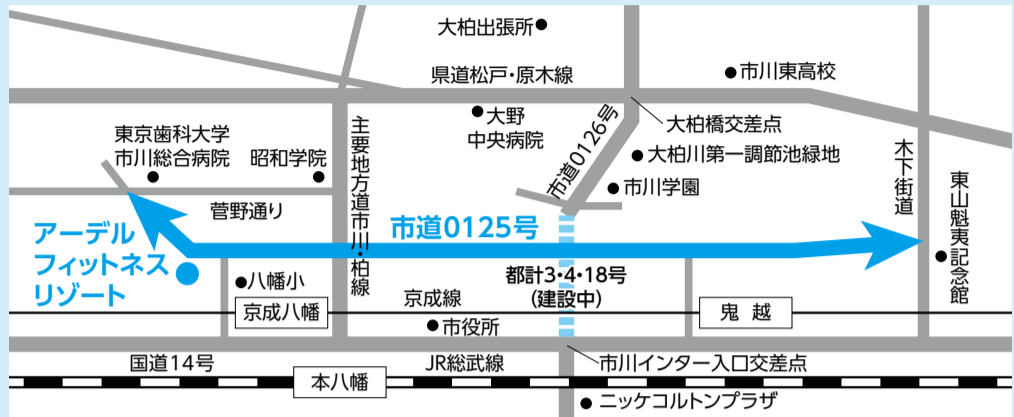 大柏出張所
県道松戸・原木線
市川東高校
大野
中央病院
市道0126号
大柏橋交差点
東京歯科大学
市川総合病院
昭和学院
主要地方道市川・柏線
大柏川第一調節池緑地
市川学園
木下街道
東山魁夷記念館
菅野通り
市道0125号
アーデル
フィットネス
リゾート
八幡小
都計3・4・18号
(建設中)
京成八幡
京成線
鬼越
市役所
国道14号
JR総武線
市川インター入口交差点
本八幡
ニッケコルトンプラザ